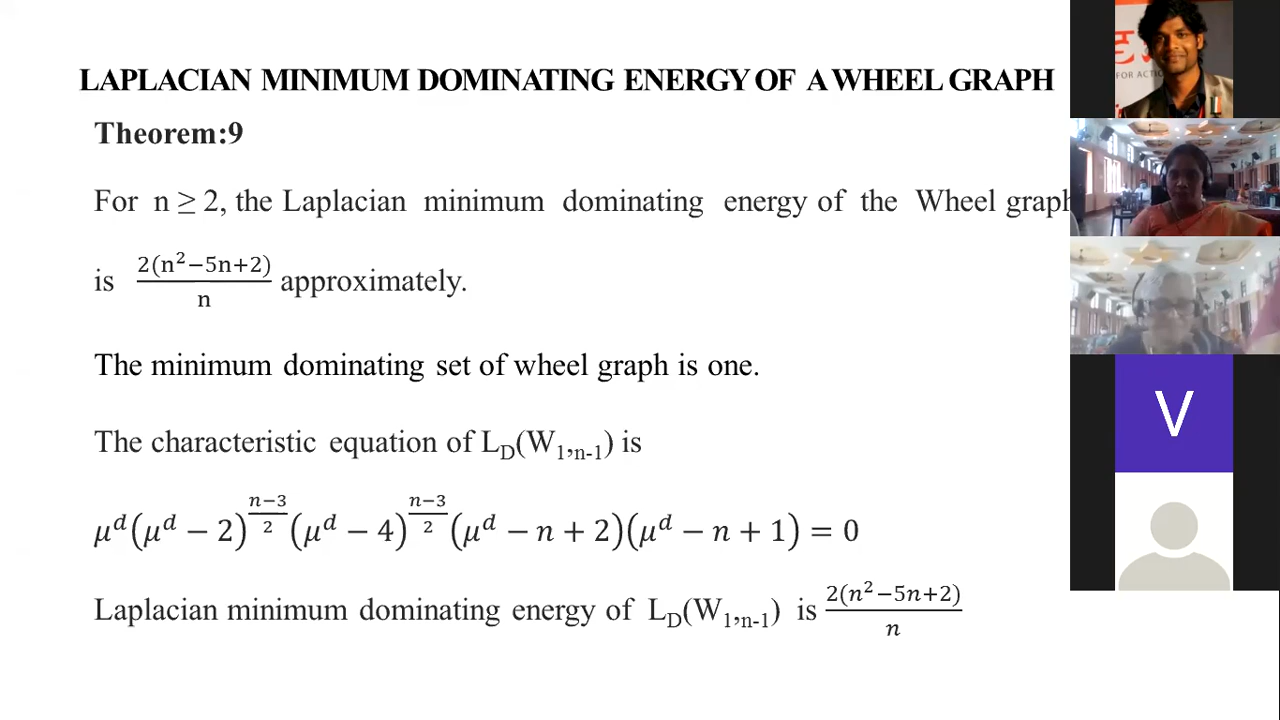 LAPLACIAN MINIMUM DOMINATING ENERGY OF A WHEEL GRAPH
Theorem:9
For n ≥ 2, the Laplacian minimum dominating energy of the Wheel graph
is 2(n²−5n+2)/n approximately.
The minimum dominating set of wheel graph is one.
The characteristic equation of L_D(W_{1,n-1}) is
μ^d(μ^d − 2)^{(n−3)/2}(μ^d − 4)^{(n−3)/2}(μ^d − n + 2)(μ^d − n + 1) = 0
Laplacian minimum dominating energy of L_D(W_{1,n-1}) is 2(n²−5n+2)/n
FOR ACTIO
V